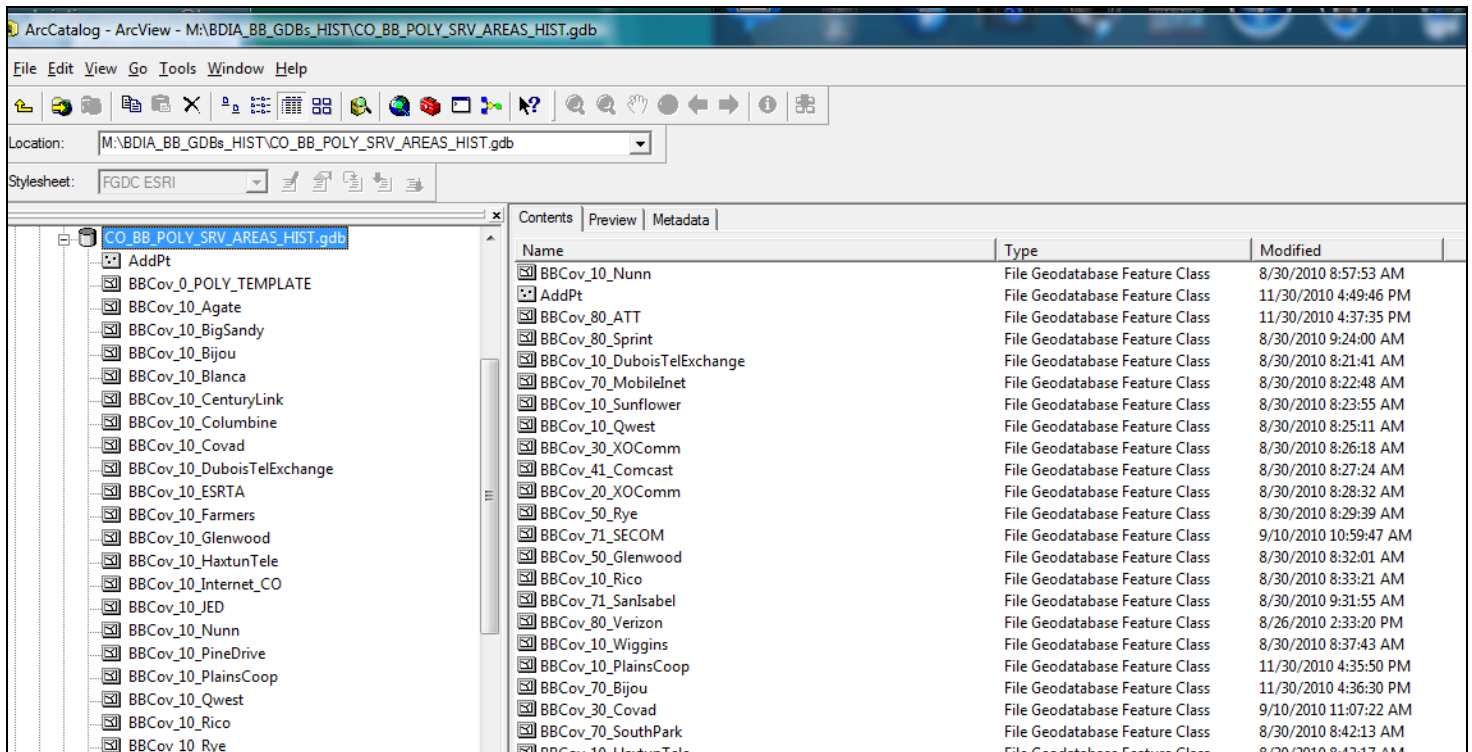 ArcCatalog - ArcView - M:\BDIA_BB_GDBs_HIST\CO_BB_POLY_SRV_AREAS_HIST.gdb
File Edit View Go Tools Window Help
Location: M:\BDIA_BB_GDBs_HIST\CO_BB_POLY_SRV_AREAS_HIST.gdb
Stylesheet: FGDC ESRI
CO_BB_POLY_SRV_AREAS_HIST.gdb
AddPt
BBCov_0_POLY_TEMPLATE
BBCov_10_Agate
BBCov_10_BigSandy
BBCov_10_Bijou
BBCov_10_Blanca
BBCov_10_CenturyLink
BBCov_10_Columbine
BBCov_10_Covad
BBCov_10_DuboisTelExchange
BBCov_10_ESRTA
BBCov_10_Farmers
BBCov_10_Glenwood
BBCov_10_HaxtunTele
BBCov_10_Internet_CO
BBCov_10_JED
BBCov_10_Nunn
BBCov_10_PineDrive
BBCov_10_PlainsCoop
BBCov_10_Qwest
BBCov_10_Rico
BBCov_10_Rye
Contents Preview Metadata
Name Type Modified
BBCov_10_Nunn File Geodatabase Feature Class 8/30/2010 8:57:53 AM
AddPt File Geodatabase Feature Class 11/30/2010 4:49:46 PM
BBCov_80_ATT File Geodatabase Feature Class 11/30/2010 4:37:35 PM
BBCov_80_Sprint File Geodatabase Feature Class 8/30/2010 9:24:00 AM
BBCov_10_DuboisTelExchange File Geodatabase Feature Class 8/30/2010 8:21:41 AM
BBCov_70_MobileInet File Geodatabase Feature Class 8/30/2010 8:22:48 AM
BBCov_10_Sunflower File Geodatabase Feature Class 8/30/2010 8:23:55 AM
BBCov_10_Qwest File Geodatabase Feature Class 8/30/2010 8:25:11 AM
BBCov_30_XOComm File Geodatabase Feature Class 8/30/2010 8:26:18 AM
BBCov_41_Comcast File Geodatabase Feature Class 8/30/2010 8:27:24 AM
BBCov_20_XOComm File Geodatabase Feature Class 8/30/2010 8:28:32 AM
BBCov_50_Rye File Geodatabase Feature Class 8/30/2010 8:29:39 AM
BBCov_71_SECOM File Geodatabase Feature Class 9/10/2010 10:59:47 AM
BBCov_50_Glenwood File Geodatabase Feature Class 8/30/2010 8:32:01 AM
BBCov_10_Rico File Geodatabase Feature Class 8/30/2010 8:33:21 AM
BBCov_71_SanIsabel File Geodatabase Feature Class 8/30/2010 9:31:55 AM
BBCov_80_Verizon File Geodatabase Feature Class 8/26/2010 2:33:20 PM
BBCov_10_Wiggins File Geodatabase Feature Class 8/30/2010 8:37:43 AM
BBCov_10_PlainsCoop File Geodatabase Feature Class 11/30/2010 4:35:50 PM
BBCov_70_Bijou File Geodatabase Feature Class 11/30/2010 4:36:30 PM
BBCov_30_Covad File Geodatabase Feature Class 9/10/2010 11:07:22 AM
BBCov_70_SouthPark File Geodatabase Feature Class 8/30/2010 8:42:13 AM
BBCov_10_HaxtunTele File Geodatabase Feature Class 8/30/2010 8:43:17 AM